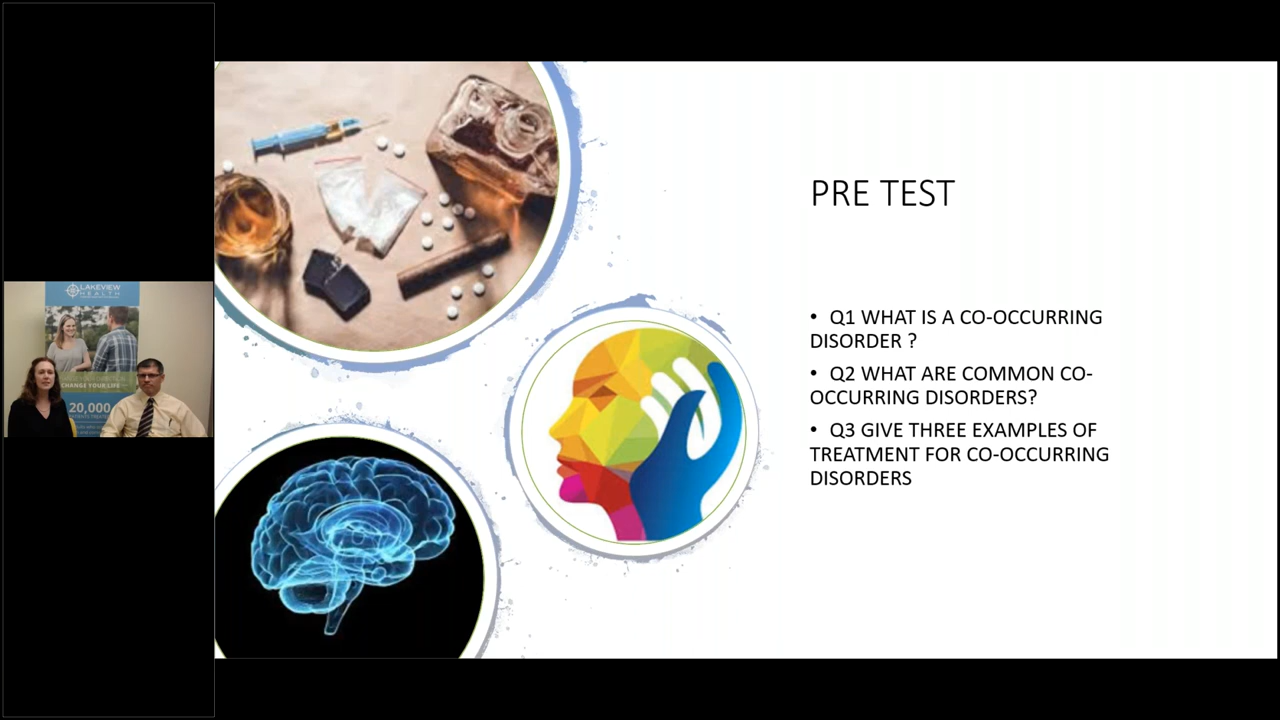 LAKEVIEW
HEALTH
CHANGE YOUR LIFE
20,000
PRE TEST
• Q1 WHAT IS A CO-OCCURRING
DISORDER ?
• Q2 WHAT ARE COMMON CO-
OCCURRING DISORDERS?
• Q3 GIVE THREE EXAMPLES OF
TREATMENT FOR CO-OCCURRING
DISORDERS